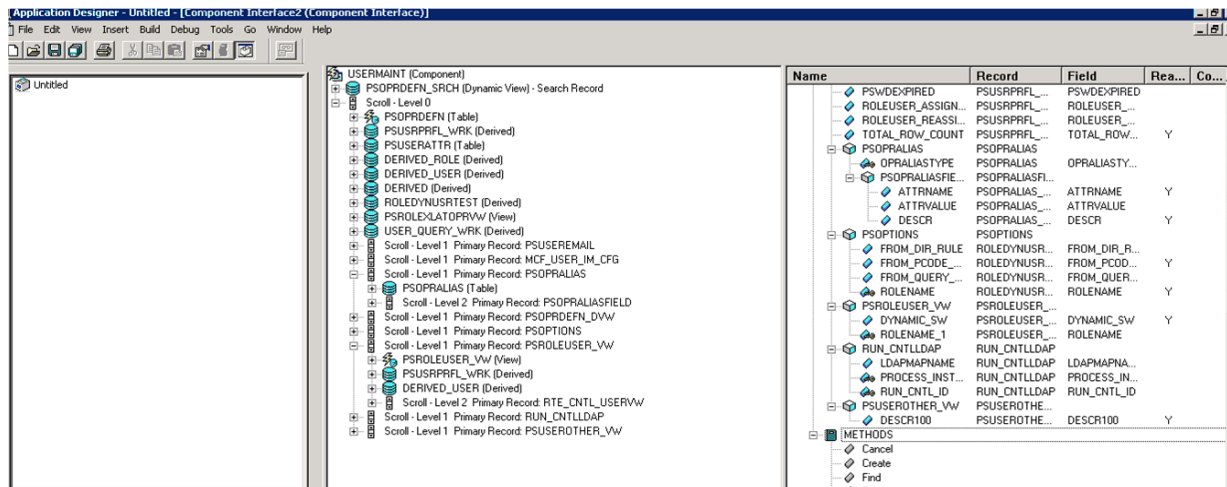 Application Designer - Untitled - [Component Interface2 (Component Interface)]
File Edit View Insert Build Debug Tools Go Window Help
Untitled
USERMAINT (Component)
PSOPRDEFN_SRCH (Dynamic View) - Search Record
Scroll - Level 0
PSOPRDEFN (Table)
PSUSRPRFL_WRK (Derived)
PSUSERATTR (Table)
DERIVED_ROLE (Derived)
DERIVED_USER (Derived)
DERIVED (Derived)
ROLEDYNUSRTEST (Derived)
PSROLEXLATOPRVW (View)
USER_QUERY_WRK (Derived)
Scroll - Level 1 Primary Record: PSUSEREMAIL
Scroll - Level 1 Primary Record: MCF_USER_IM_CFG
Scroll - Level 1 Primary Record: PSOPRALIAS
PSOPRALIAS (Table)
Scroll - Level 2 Primary Record: PSOPRALIASFIELD
Scroll - Level 1 Primary Record: PSOPRDEFN_DVW
Scroll - Level 1 Primary Record: PSOPTIONS
Scroll - Level 1 Primary Record: PSROLEUSER_VW
PSROLEUSER_VW (View)
PSUSRPRFL_WRK (Derived)
DERIVED_USER (Derived)
Scroll - Level 2 Primary Record: RTE_CNTL_USERVW
Scroll - Level 1 Primary Record: RUN_CNTLLDAP
Scroll - Level 1 Primary Record: PSUSEROTHER_VW
Name Record Field Rea... Co...
PSWDEXPIRED PSUSRPRFL_... PSWDEXPIRED
ROLEUSER_ASSIGN... PSUSRPRFL_... ROLEUSER_...
ROLEUSER_REASSI... PSUSRPRFL_... ROLEUSER_...
TOTAL_ROW_COUNT PSUSRPRFL_... TOTAL_ROW... Y
PSOPRALIAS PSOPRALIAS
OPRALIASTYPE PSOPRALIAS OPRALIASTY...
PSOPRALIASFIE... PSOPRALIASFI...
ATTRNAME PSOPRALIAS_... ATTRNAME Y
ATTRVALUE PSOPRALIAS_... ATTRVALUE
DESCR PSOPRALIAS_... DESCR Y
PSOPTIONS PSOPTIONS
FROM_DIR_RULE ROLEDYNUSR... FROM_DIR_R...
FROM_PCODE_... ROLEDYNUSR... FROM_PCOD... Y
FROM_QUERY_... ROLEDYNUSR... FROM_QUER...
ROLENAME ROLEDYNUSR... ROLENAME Y
PSROLEUSER_VW PSROLEUSER_...
DYNAMIC_SW PSROLEUSER_... DYNAMIC_SW Y
ROLENAME_1 PSROLEUSER_... ROLENAME
RUN_CNTLLDAP RUN_CNTLLDAP
LDAPMAPNAME RUN_CNTLLDAP LDAPMAPNA...
PROCESS_INST... RUN_CNTLLDAP PROCESS_IN...
RUN_CNTL_ID RUN_CNTLLDAP RUN_CNTL_ID
PSUSEROTHER_VW PSUSEROTHE...
DESCR100 PSUSEROTHE... DESCR100 Y
METHODS
Cancel
Create
Find